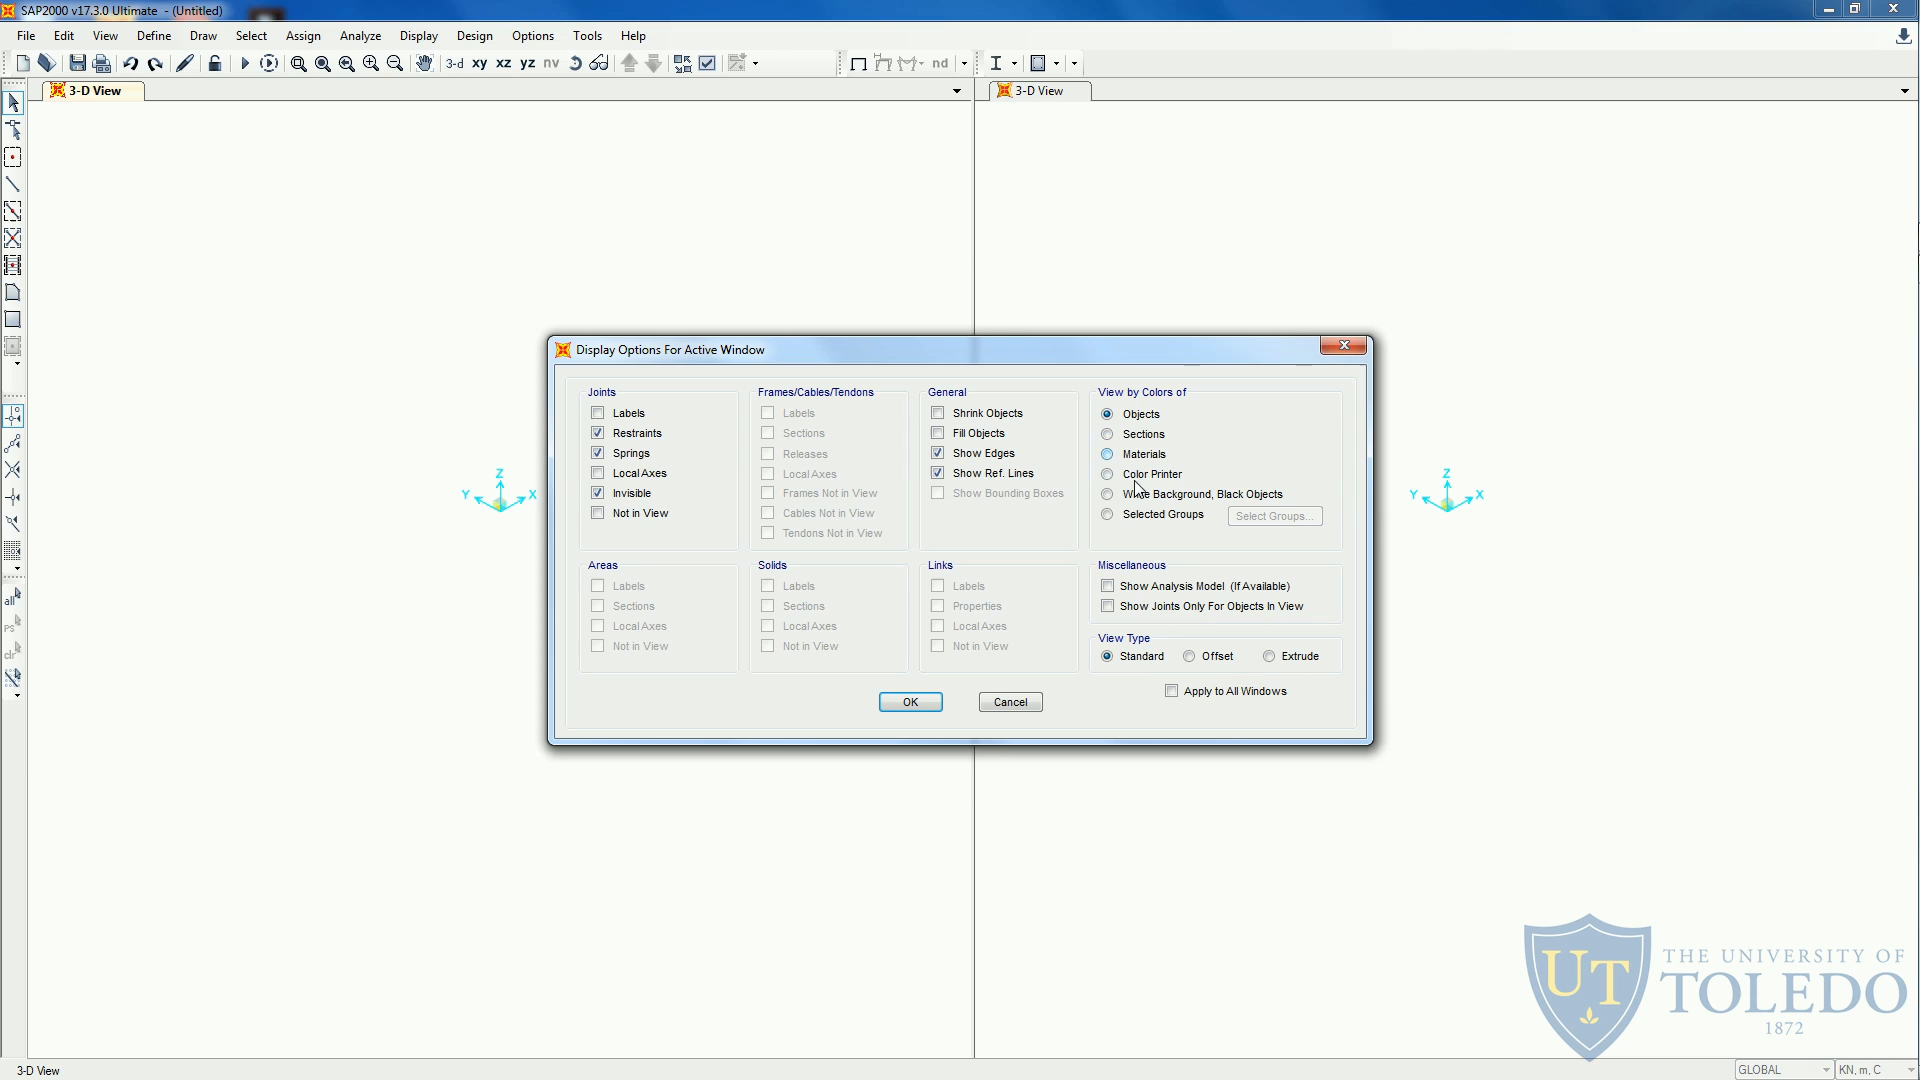 SAP2000 v17.3.0 Ultimate - (Untitled)
File Edit View Define Draw Select Assign Analyze Display Design Options Tools Help
3-d xy xz yz nv nd
3-D View
3-D View
all
PS
clr
Z
Y X
Z
Y X
Display Options For Active Window
Joints
Labels
Restraints
Springs
Local Axes
Invisible
Not in View
Frames/Cables/Tendons
Labels
Sections
Releases
Local Axes
Frames Not in View
Cables Not in View
Tendons Not in View
General
Shrink Objects
Fill Objects
Show Edges
Show Ref. Lines
Show Bounding Boxes
View by Colors of
Objects
Sections
Materials
Color Printer
White Background, Black Objects
Selected Groups Select Groups...
Areas
Labels
Sections
Local Axes
Not in View
Solids
Labels
Sections
Local Axes
Not in View
Links
Labels
Properties
Local Axes
Not in View
Miscellaneous
Show Analysis Model (If Available)
Show Joints Only For Objects In View
View Type
Standard Offset Extrude
Apply to All Windows
OK Cancel
UT
THE UNIVERSITY OF
TOLEDO
1872
3-D View
GLOBAL KN, m, C